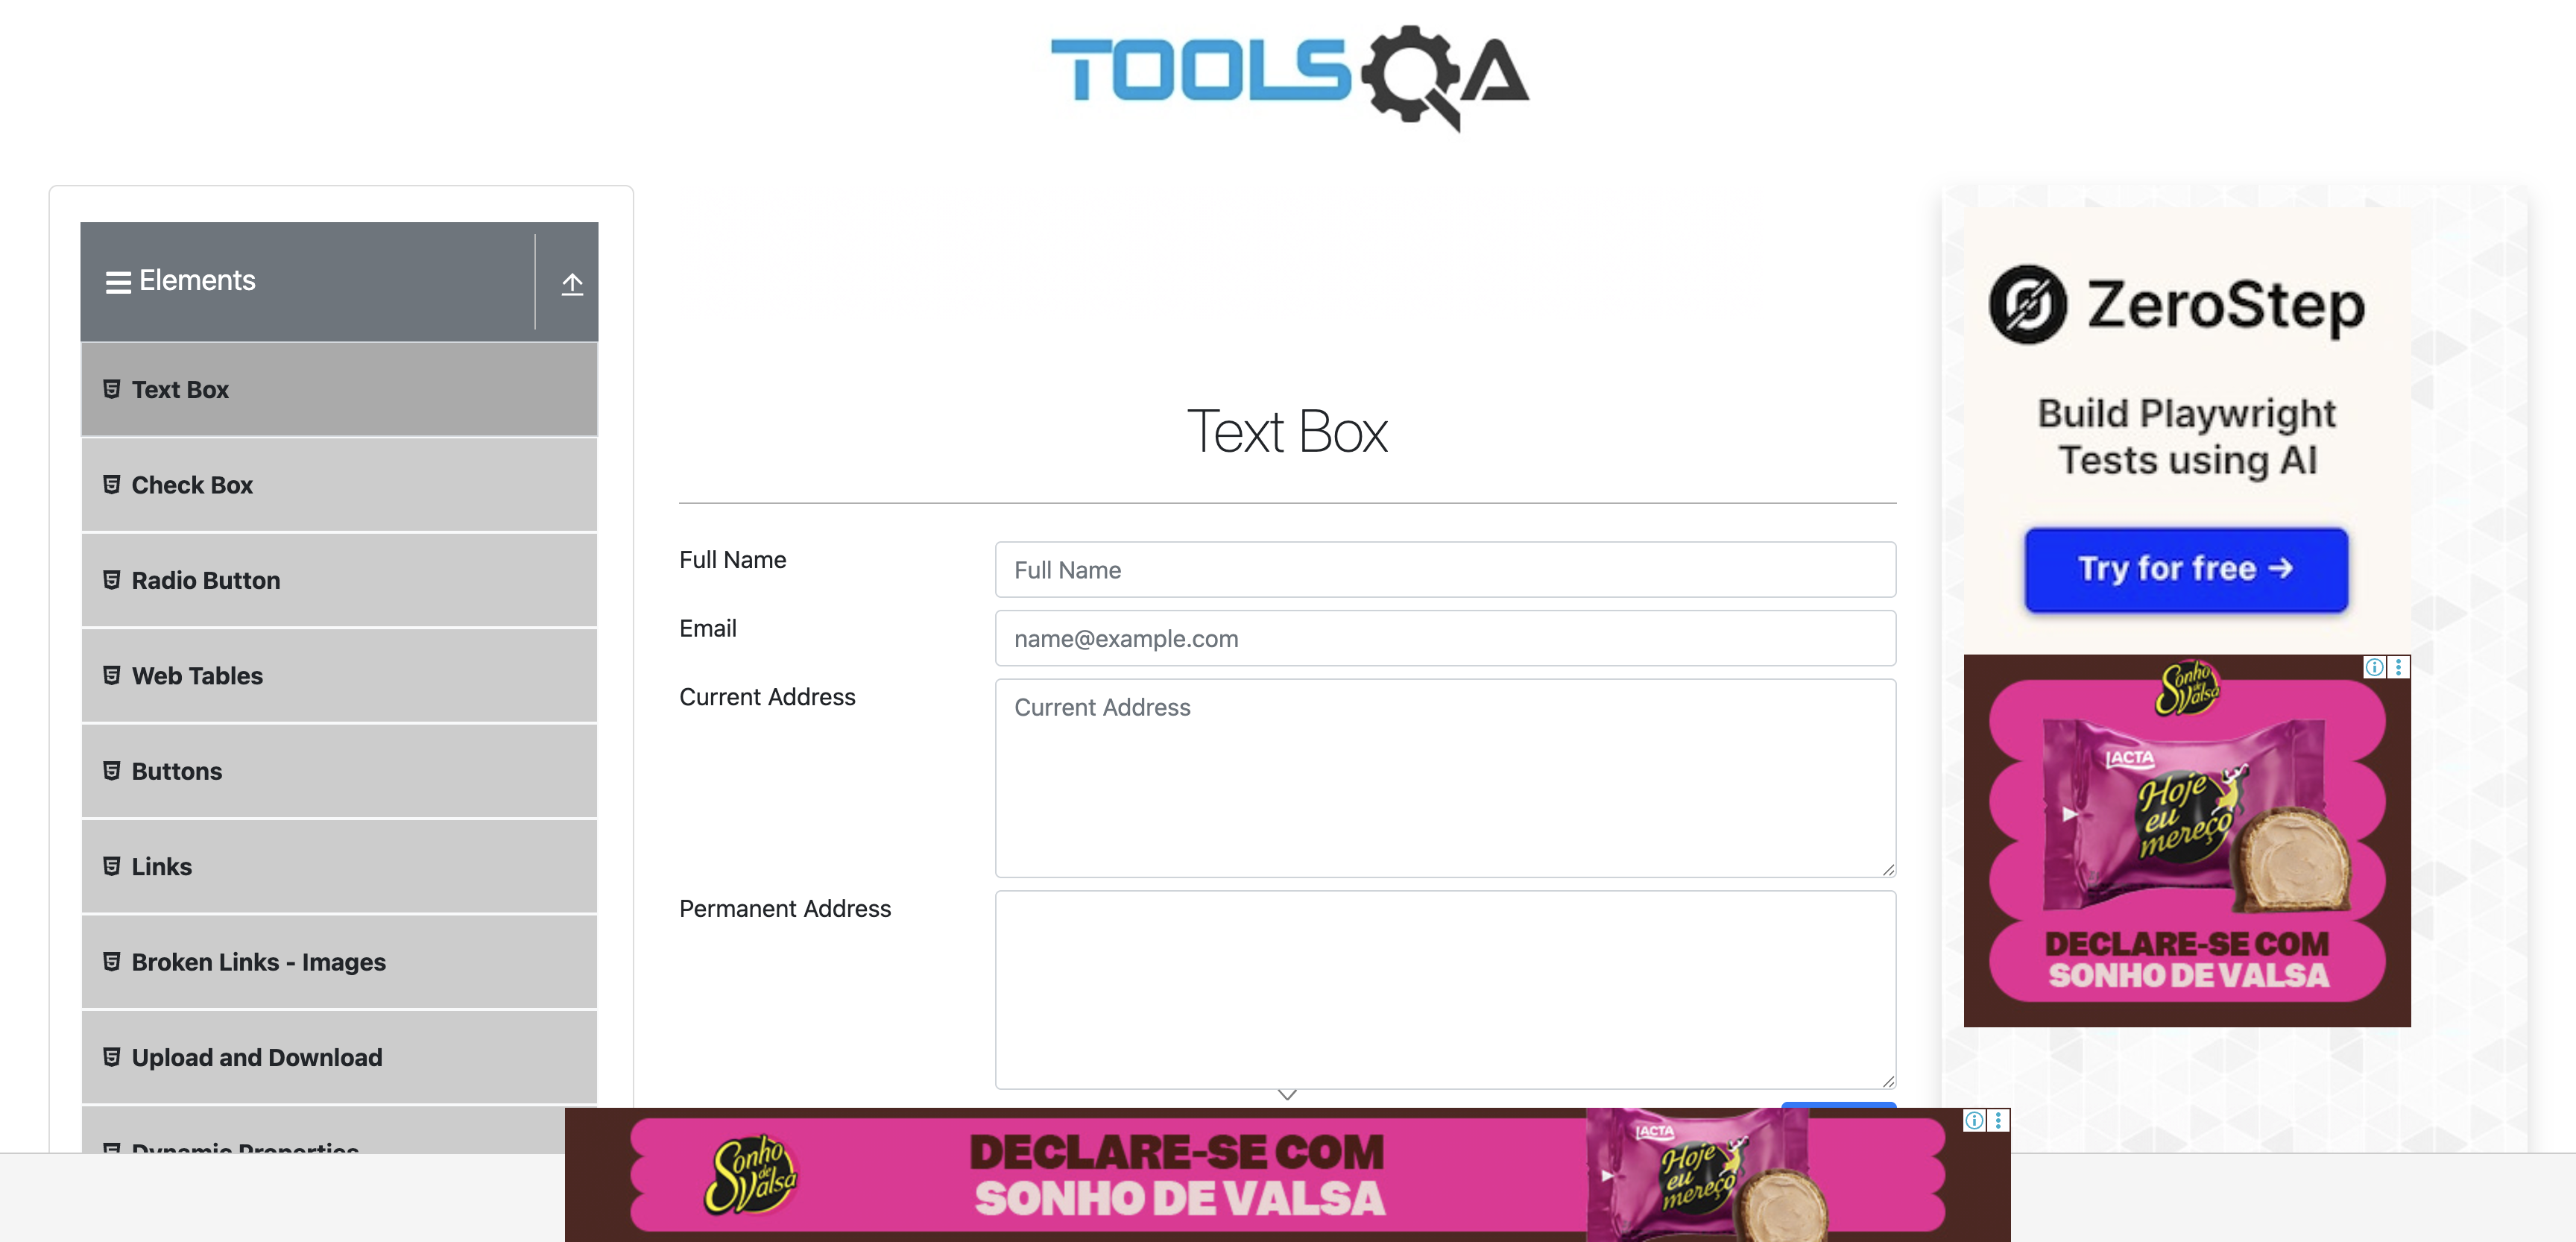 TOOLSQA
Elements
Text Box
Check Box
Radio Button
Web Tables
Buttons
Links
Broken Links - Images
Upload and Download
Dynamic Properties
Text Box
Full Name
Full Name
Email
name@example.com
Current Address
Current Address
Permanent Address
ZeroStep
Build Playwright
Tests using AI
Try for free →
Sonho de Valsa
LACTA
Hoje
eu
mereço
DECLARE-SE COM
SONHO DE VALSA
Sonho de Valsa
DECLARE-SE COM
SONHO DE VALSA
LACTA
Hoje
eu
mereço